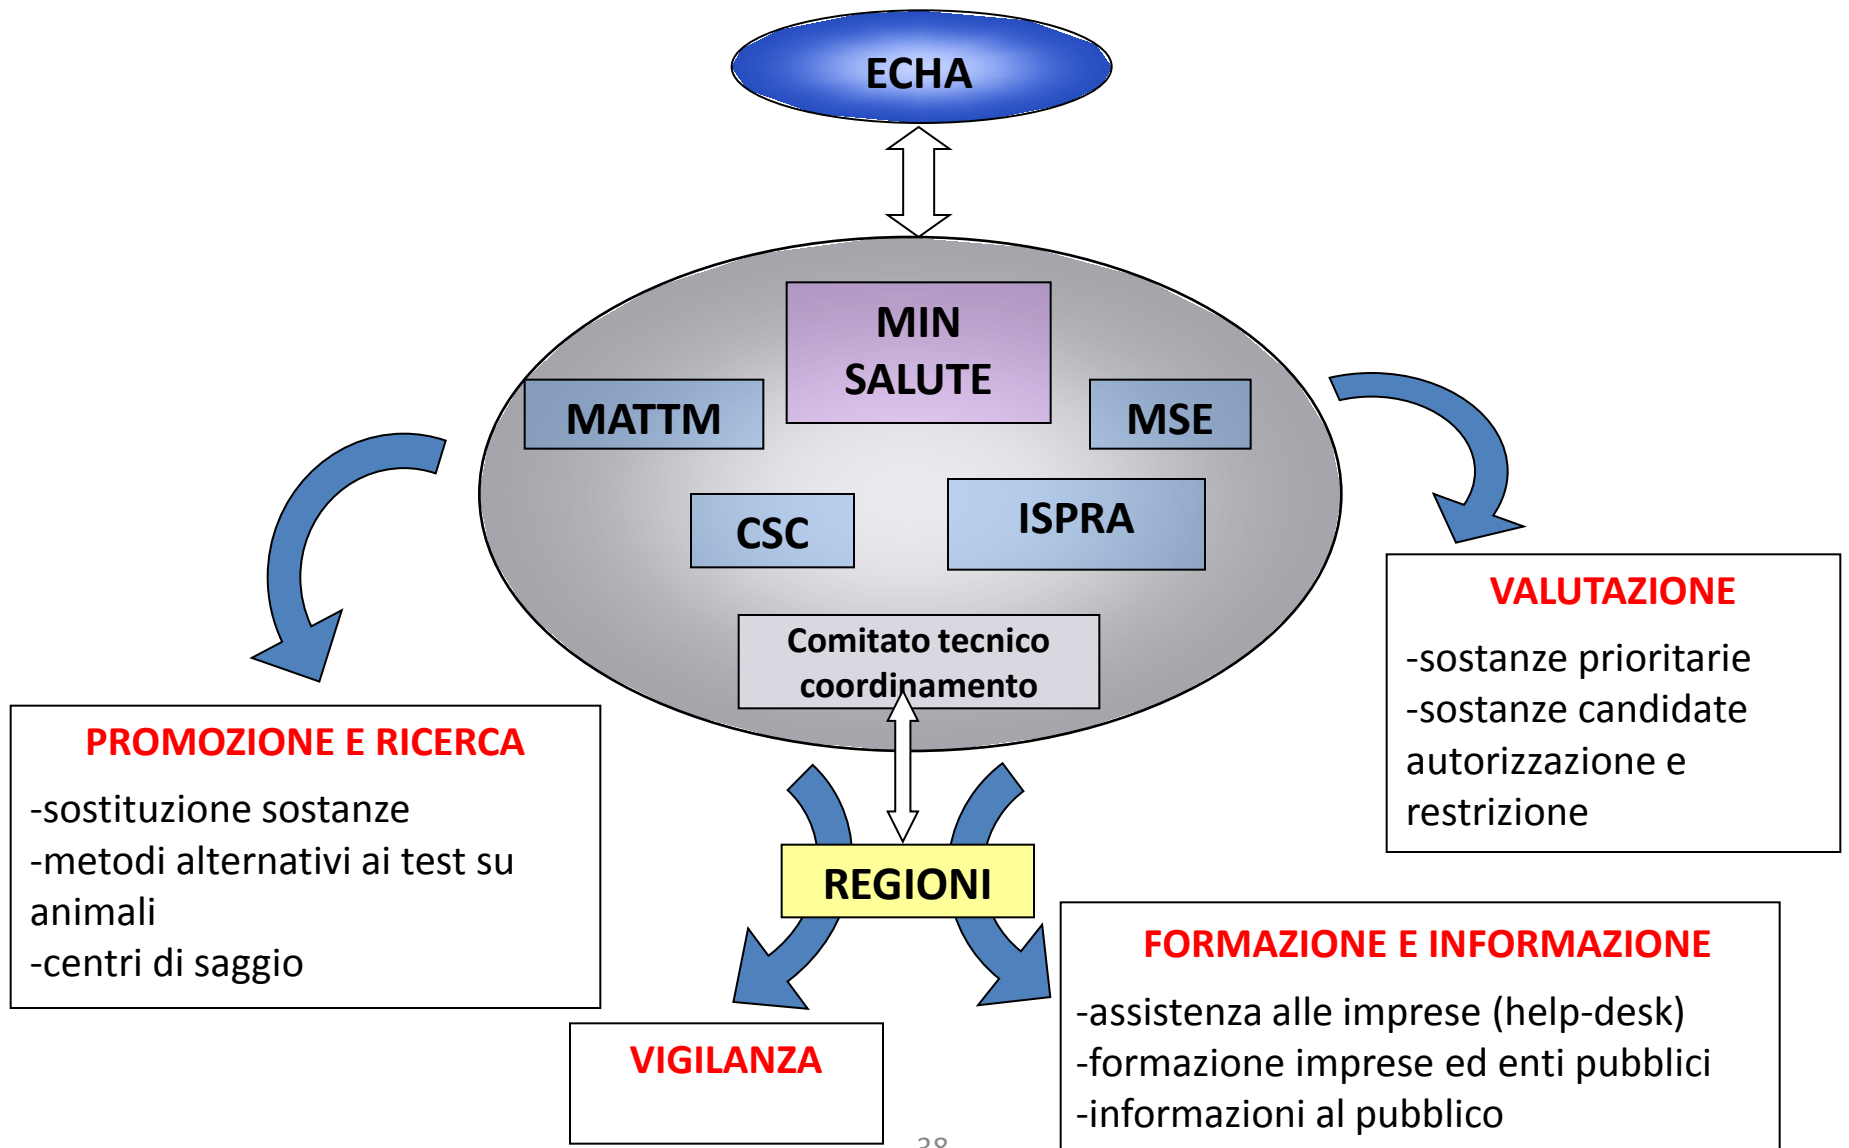 ECHA
MIN
SALUTE
MATTM
MSE
CSC
ISPRA
Comitato tecnico
coordinamento
VALUTAZIONE
-sostanze prioritarie
-sostanze candidate
autorizzazione e
restrizione
PROMOZIONE E RICERCA
-sostituzione sostanze
-metodi alternativi ai test su
animali
-centri di saggio
REGIONI
FORMAZIONE E INFORMAZIONE
-assistenza alle imprese (help-desk)
-formazione imprese ed enti pubblici
-informazioni al pubblico
VIGILANZA
38